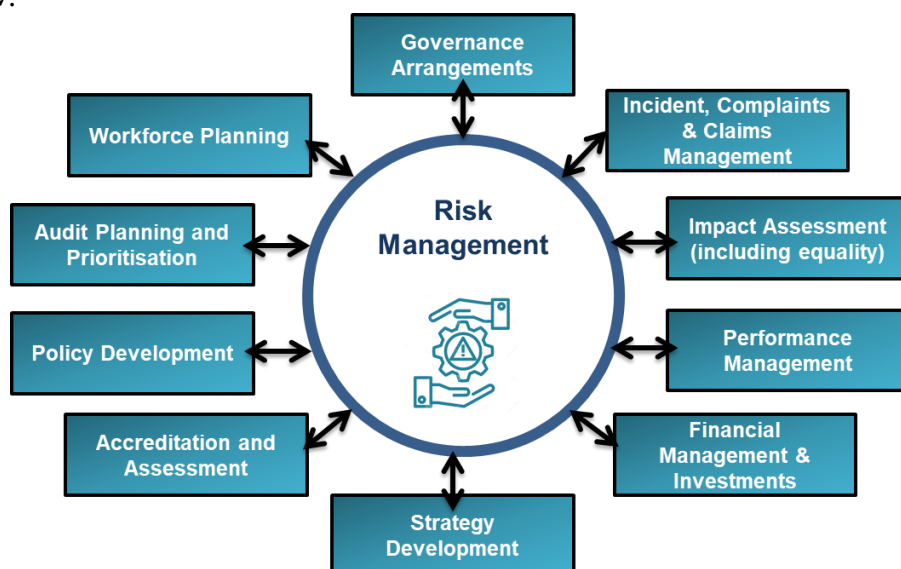 Governance
Arrangements
Workforce Planning
Incident, Complaints
& Claims
Management
Risk
Management
Audit Planning and
Prioritisation
Impact Assessment
(including equality)
Policy Development
Performance
Management
Accreditation and
Assessment
Financial
Management &
Investments
Strategy
Development